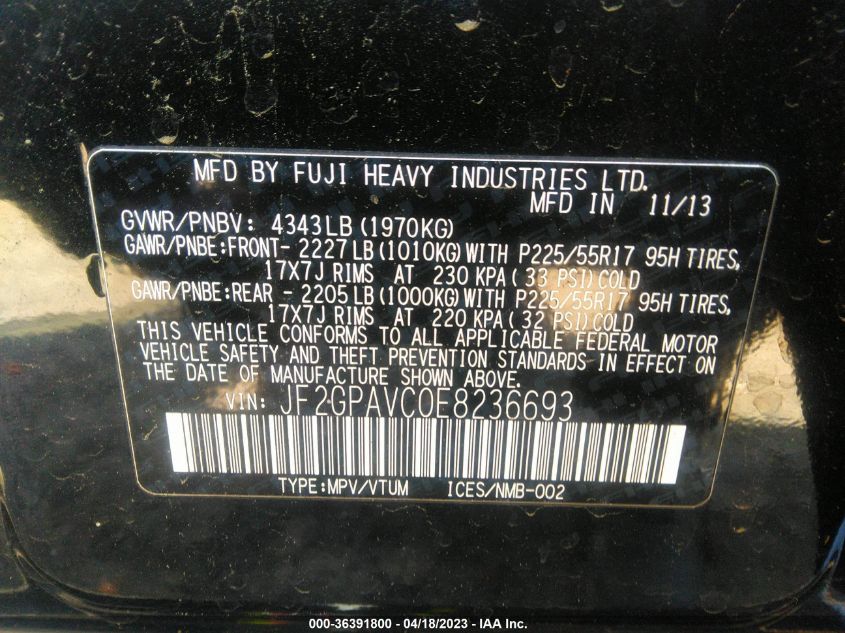 MFD BY FUJI HEAVY INDUSTRIES LTD.
MFD IN 11/13
GVWR/PNBV: 4343LB(1970KG)
GAWR/PNBE:FRONT- 2227LB(1010KG)WITH P225/55R17 95H TIRES,
17X7J RIMS AT 230 KPA(33 PSI)COLD
GAWR/PNBE:REAR - 2205LB(1000KG)WITH P225/55R17 95H TIRES,
17X7J RIMS AT 220 KPA(32 PSI)COLD
THIS VEHICLE CONFORMS TO ALL APPLICABLE FEDERAL MOTOR
VEHICLE SAFETY AND THEFT PREVENTION STANDARDS IN EFFECT ON
THE DATE OF MANUFACTURE SHOWN ABOVE.
VIN: JF2GPAVC0E8236693
TYPE:MPV/VTUM ICES/NMB-002
000-36391800 - 04/18/2023 - IAA Inc.